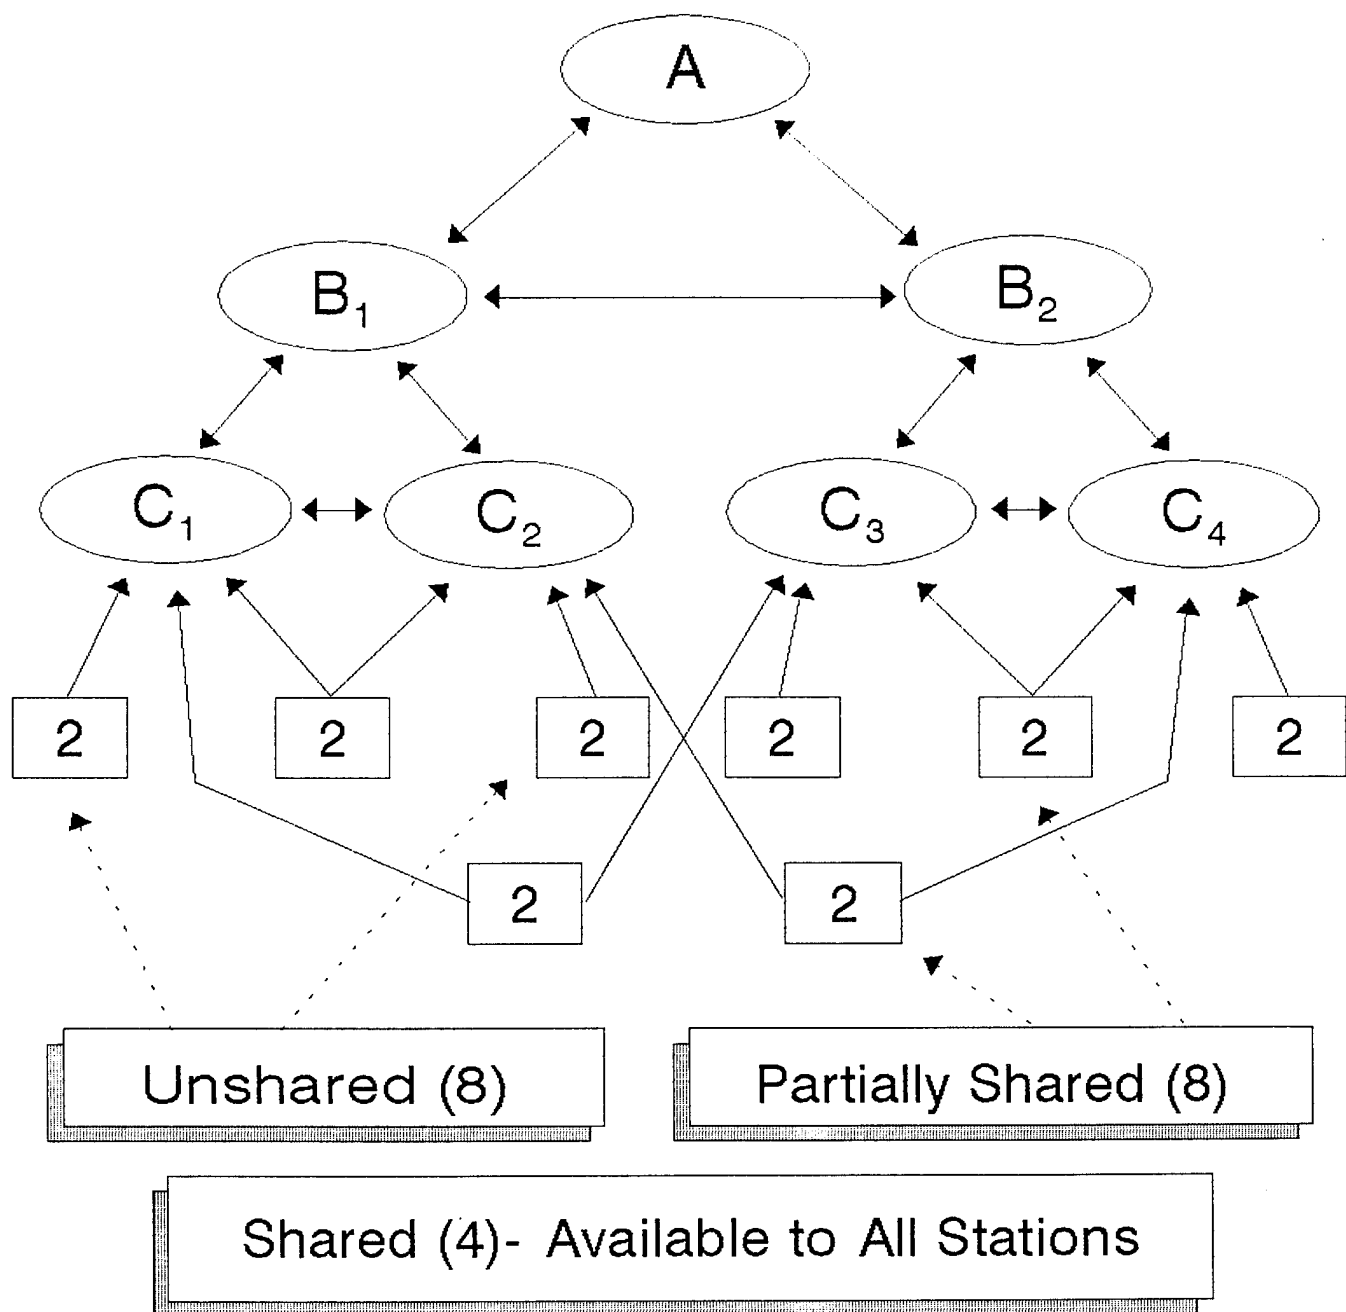 A
B₁
B₂
C₁
C₂
C₃
C₄
2
2
2
2
2
2
2
2
Unshared (8)
Partially Shared (8)
Shared (4)- Available to All Stations